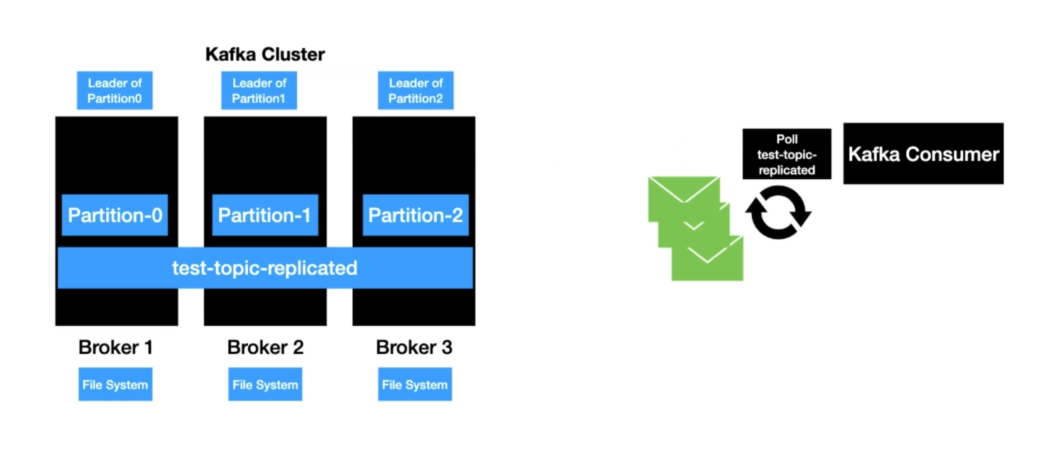 Kafka Cluster
Leader of
Partition0
Leader of
Partition1
Leader of
Partition2
Partition-0
Partition-1
Partition-2
test-topic-replicated
Broker 1
Broker 2
Broker 3
File System
File System
File System
Poll
test-topic-
replicated
Kafka Consumer